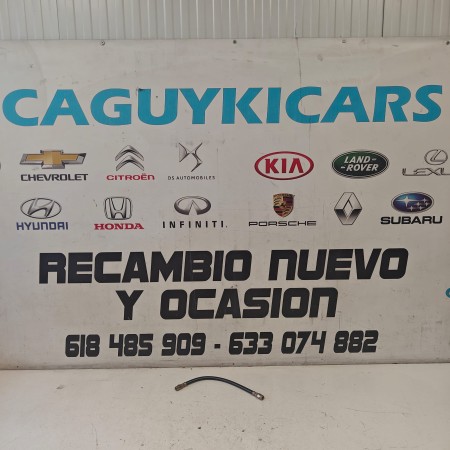 CAGUYKICARS
CHEVROLET CITROËN DS AUTOMOBILES KIA LAND ROVER LEXUS
HYUNDAI HONDA INFINITI PORSCHE RENAULT SUBARU
RECAMBIO NUEVO
Y OCASION
618 485 909 - 633 074 882